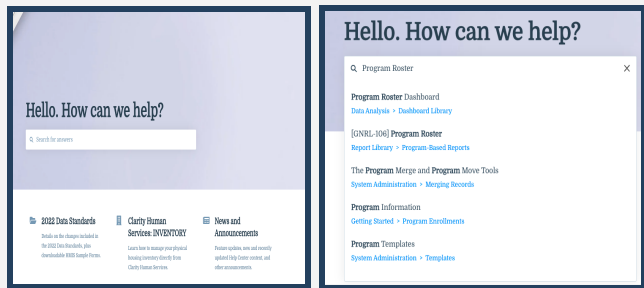 Hello. How can we help?
Search for answers
2022 Data Standards
Details on the changes included in
the 2022 Data Standards, plus
downloadable HMIS Sample Forms.
Clarity Human
Services: INVENTORY
Learn how to manage your physical
housing inventory directly from
Clarity Human Services.
News and
Announcements
Feature updates, new and recently
updated Help Center content, and
other announcements.
Hello. How can we help?
Program Roster
Program Roster Dashboard
Data Analysis > Dashboard Library
[GNRL-106] Program Roster
Report Library > Program-Based Reports
The Program Merge and Program Move Tools
System Administration > Merging Records
Program Information
Getting Started > Program Enrollments
Program Templates
System Administration > Templates